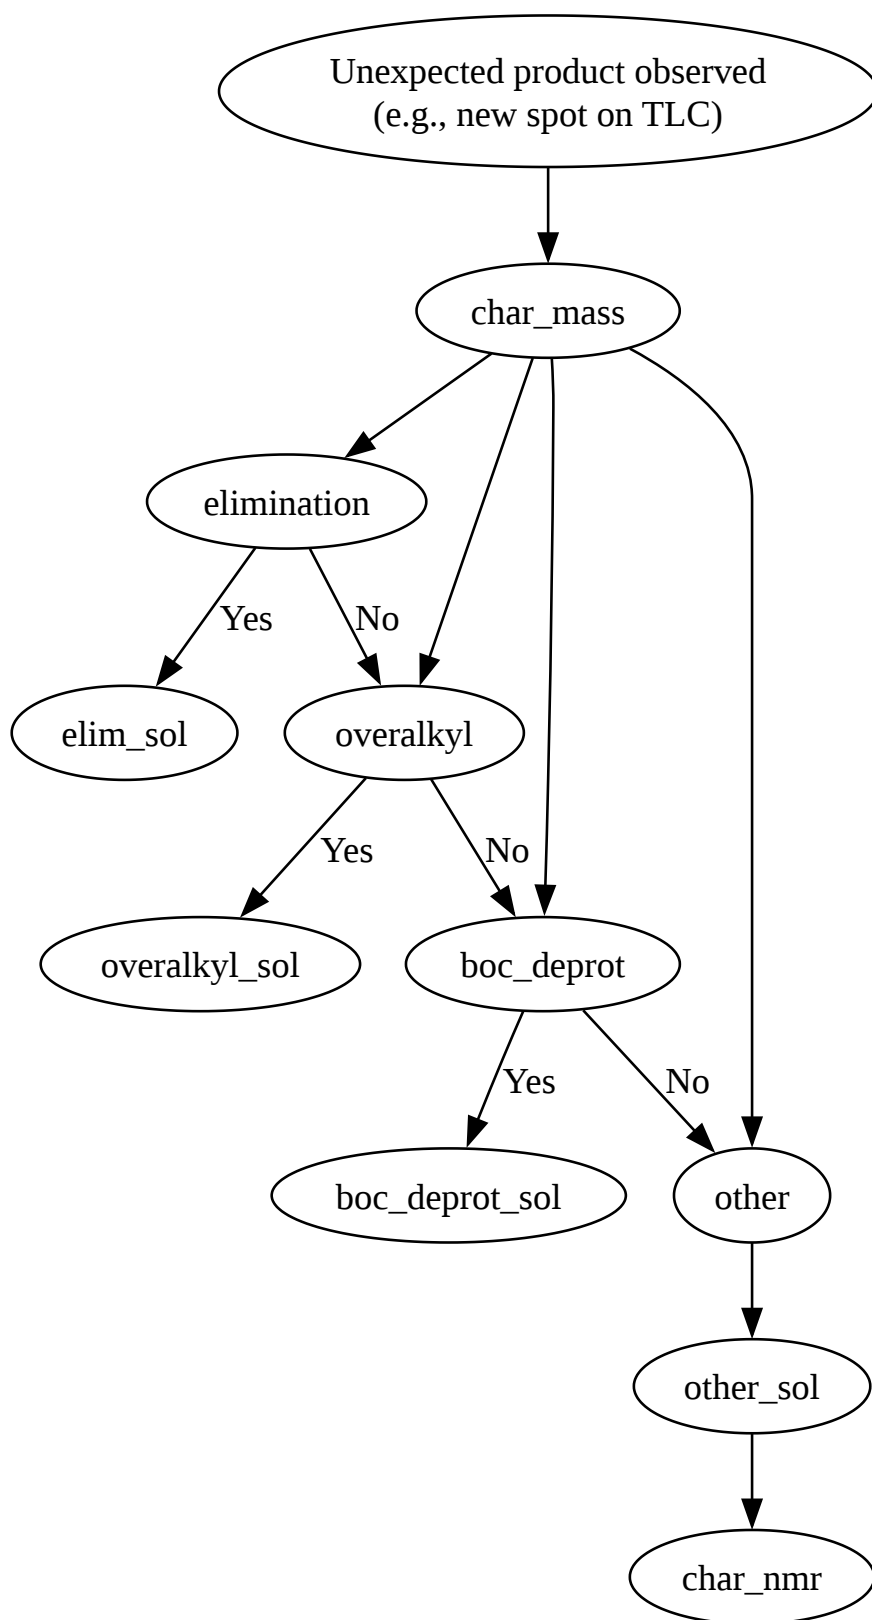 Unexpected product observed
(e.g., new spot on TLC)
char_mass
elimination
Yes
No
elim_sol
overalkyl
Yes
No
overalkyl_sol
boc_deprot
Yes
No
boc_deprot_sol
other
other_sol
char_nmr